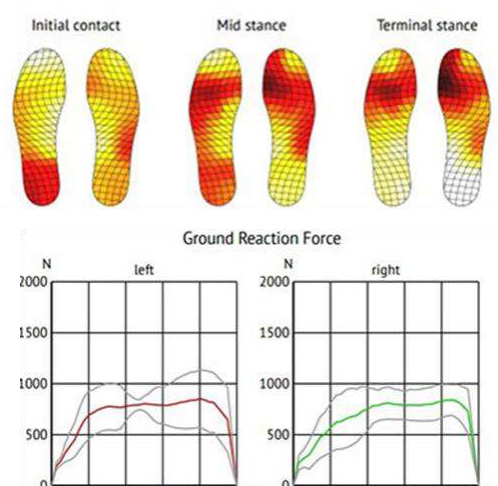 Initial contact
Mid stance
Terminal stance
Ground Reaction Force
N
left
2000
1500
1000
500
0
N
right
2000
1500
1000
500
0